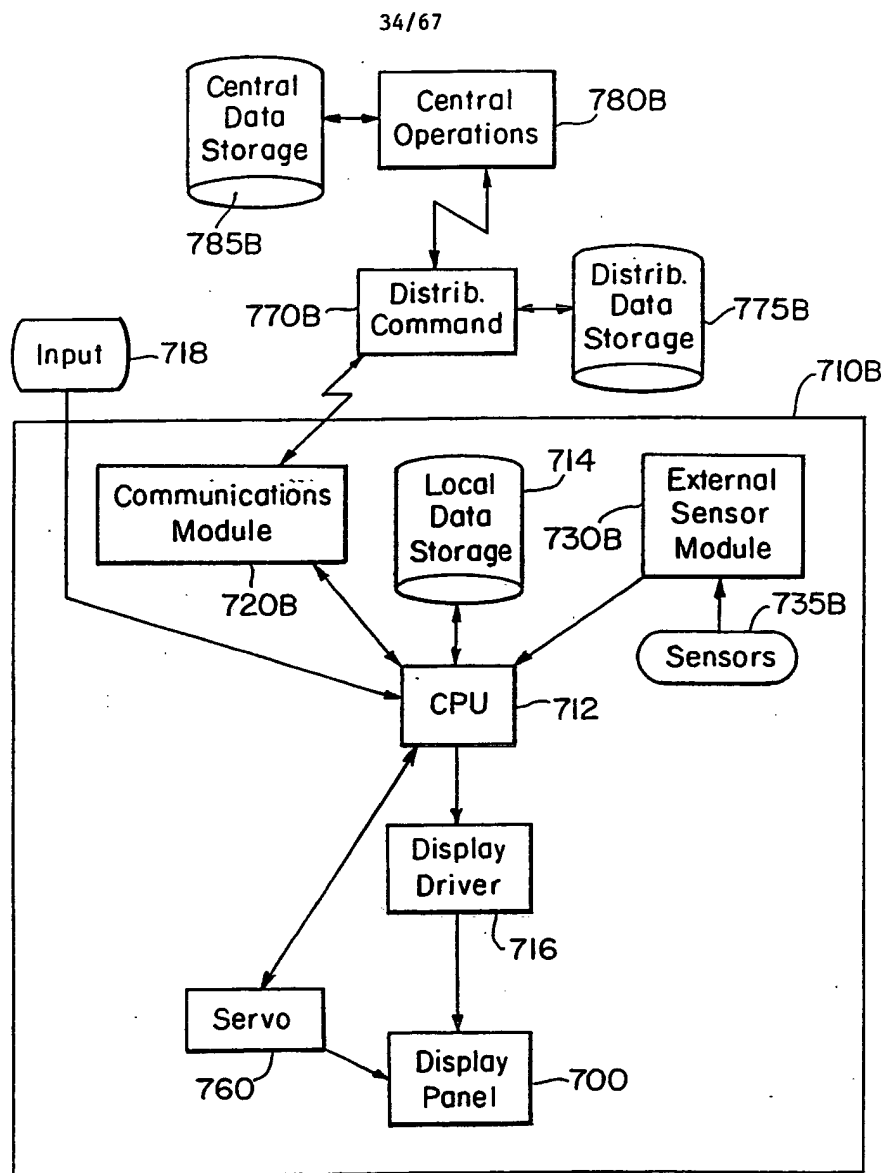 34/67
Central
Data
Storage
785B
Central
Operations
780B
770B
Distrib.
Command
Distrib.
Data
Storage
775B
Input
718
710B
Communications
Module
720B
Local
Data
Storage
714
730B
External
Sensor
Module
735B
Sensors
CPU
712
Display
Driver
716
Servo
760
Display
Panel
700